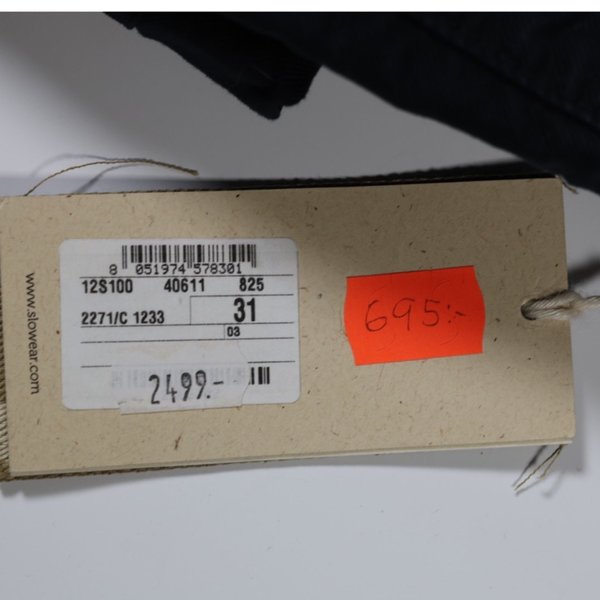 www.slowear.com
8 051974 578301
12S100 40611 825
2271/C 1233 31
03
2499.-
695:-